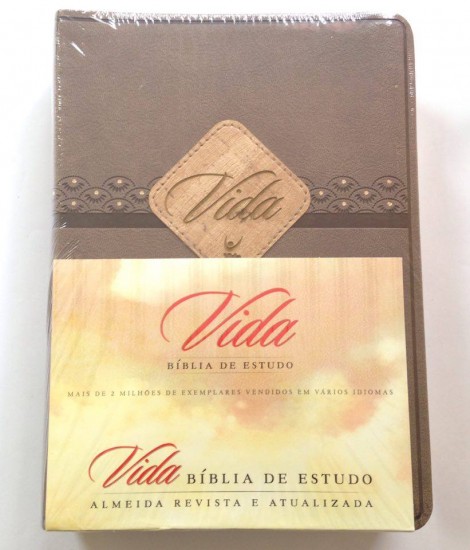 Vida
Vida
BÍBLIA DE ESTUDO
MAIS DE 2 MILHÕES DE EXEMPLARES VENDIDOS EM VÁRIOS IDIOMAS
Vida BÍBLIA DE ESTUDO
ALMEIDA REVISTA E ATUALIZADA